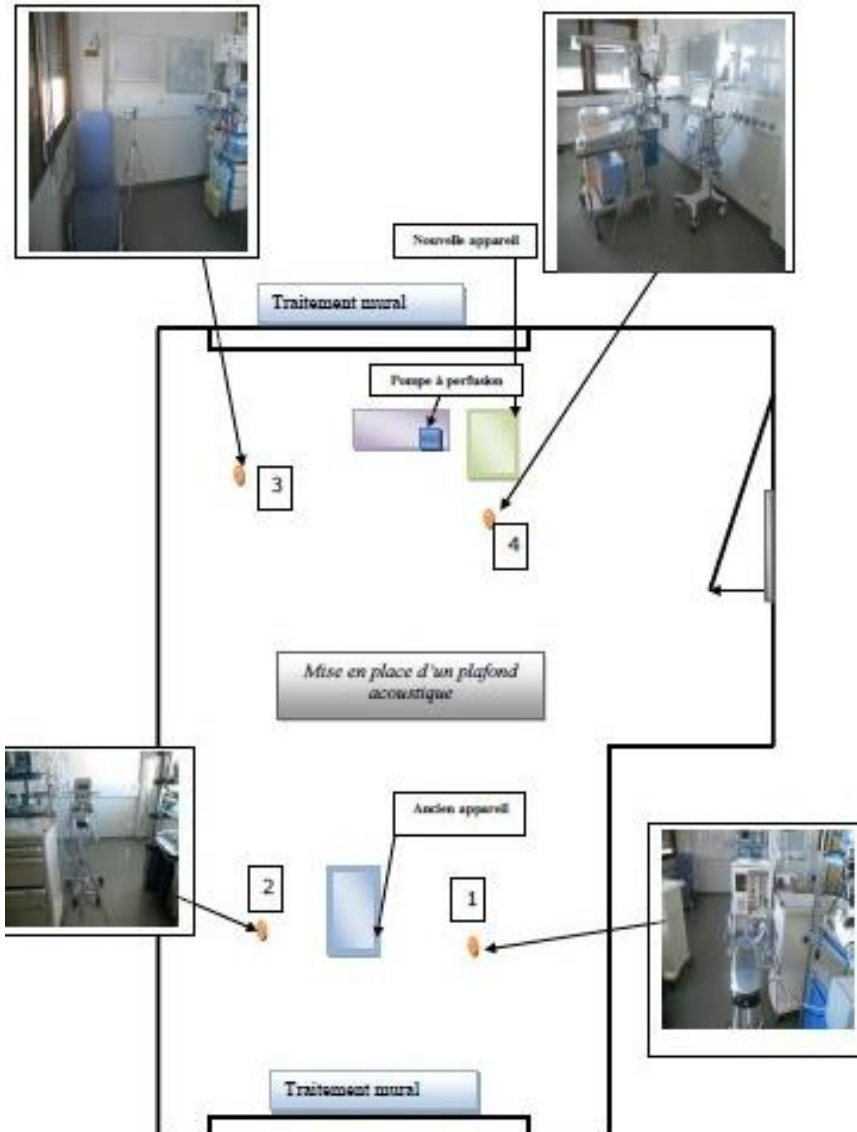 Nouvelle appareil
Traitement mural
Pompe à perfusion
3
4
Mise en place d'un plafond
acoustique
Ancien appareil
2
1
Traitement mural